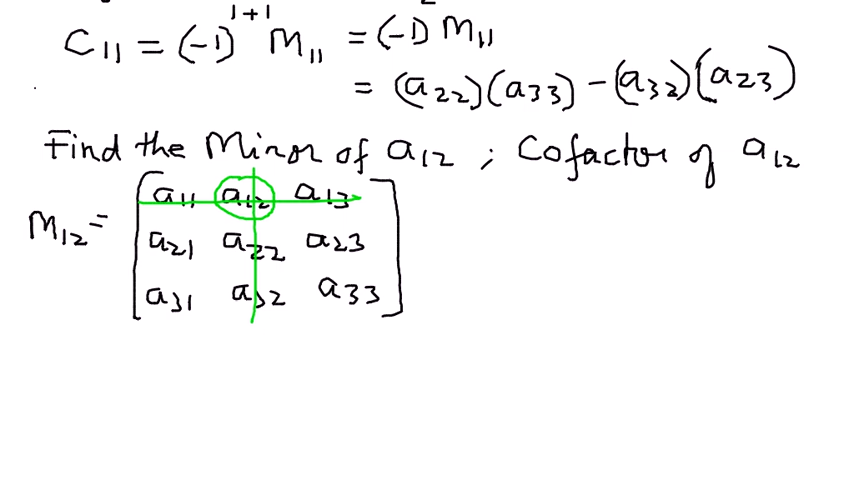 C11 = (-1)^1+1 M11 = (-1)^2 M11
= (a22)(a33) - (a32)(a23)
Find the Minor of a12 ; Cofactor of a12
M12 = [a11 a12 a13
a21 a22 a23
a31 a32 a33]